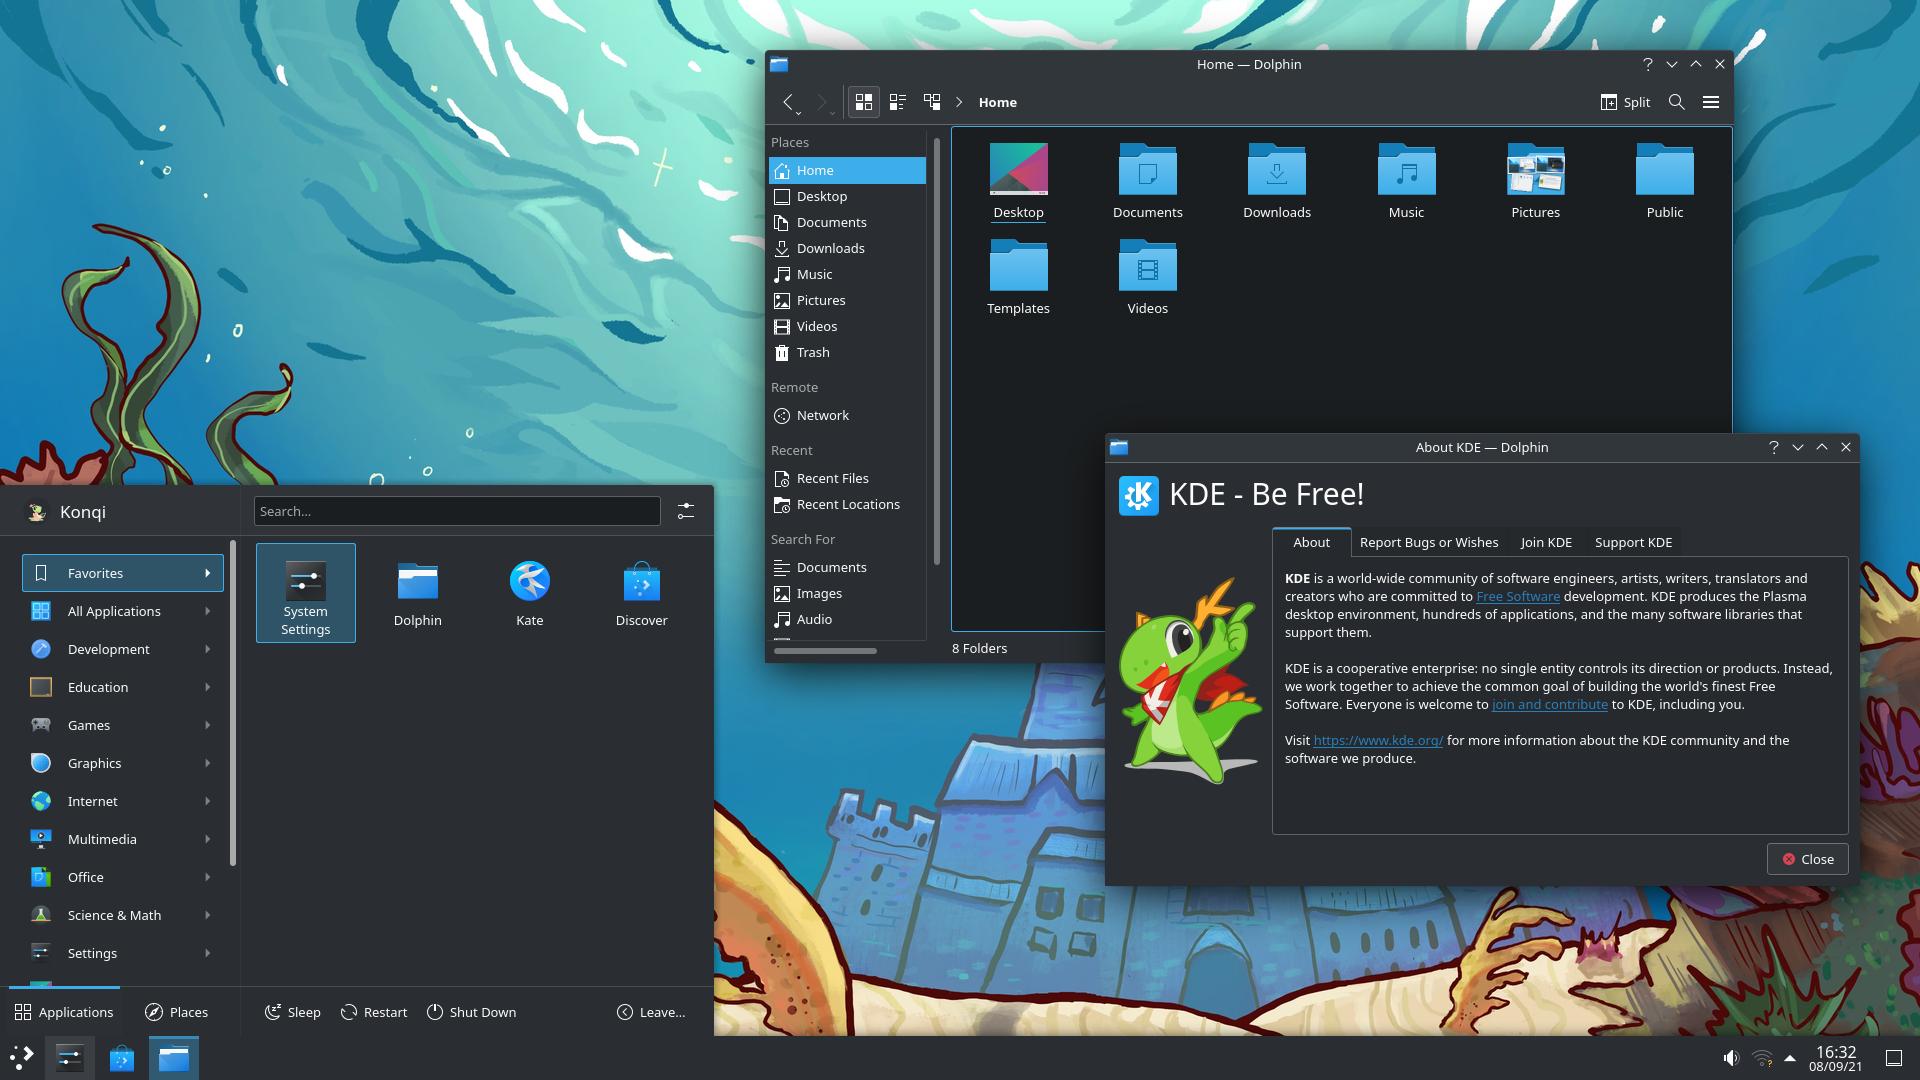 Home — Dolphin
Home
Split
Places
Home
Desktop
Documents
Downloads
Music
Pictures
Videos
Trash
Remote
Network
Recent
Recent Files
Recent Locations
Search For
Documents
Images
Audio
Desktop
Documents
Downloads
Music
Pictures
Public
Templates
Videos
8 Folders
About KDE — Dolphin
KDE - Be Free!
About
Report Bugs or Wishes
Join KDE
Support KDE
KDE is a world-wide community of software engineers, artists, writers, translators and
creators who are committed to Free Software development. KDE produces the Plasma
desktop environment, hundreds of applications, and the many software libraries that
support them.
KDE is a cooperative enterprise: no single entity controls its direction or products. Instead,
we work together to achieve the common goal of building the world's finest Free
Software. Everyone is welcome to join and contribute to KDE, including you.
Visit https://www.kde.org/ for more information about the KDE community and the
software we produce.
Close
Konqi
Search...
Favorites
All Applications
Development
Education
Games
Graphics
Internet
Multimedia
Office
Science & Math
Settings
System
Settings
Dolphin
Kate
Discover
Applications
Places
Sleep
Restart
Shut Down
Leave...
16:32
08/09/21